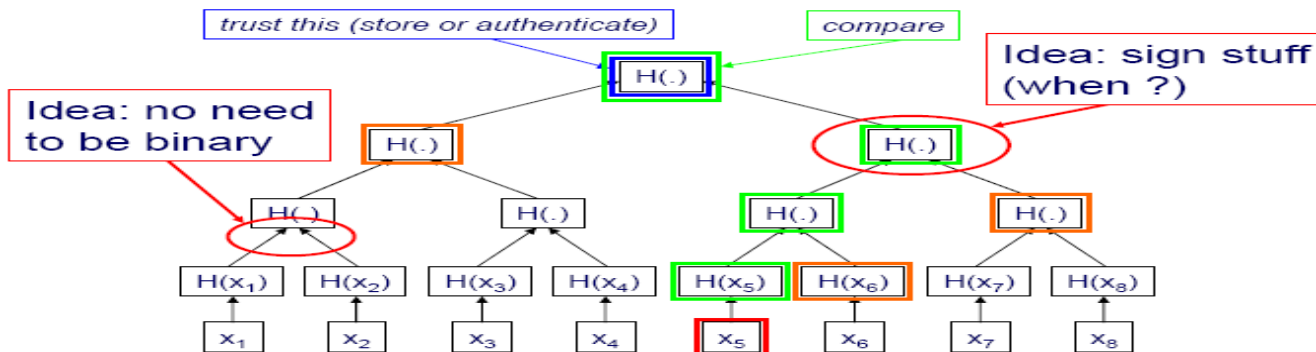 trust this (store or authenticate)
compare
H(.)
Idea: sign stuff
(when ?)
Idea: no need
to be binary
H(.)
H(.)
H(.)
H(.)
H(.)
H(.)
H(x₁)
H(x₂)
H(x₃)
H(x₄)
H(x₅)
H(x₆)
H(x₇)
H(x₈)
x₁
x₂
x₃
x₄
x₅
x₆
x₇
x₈